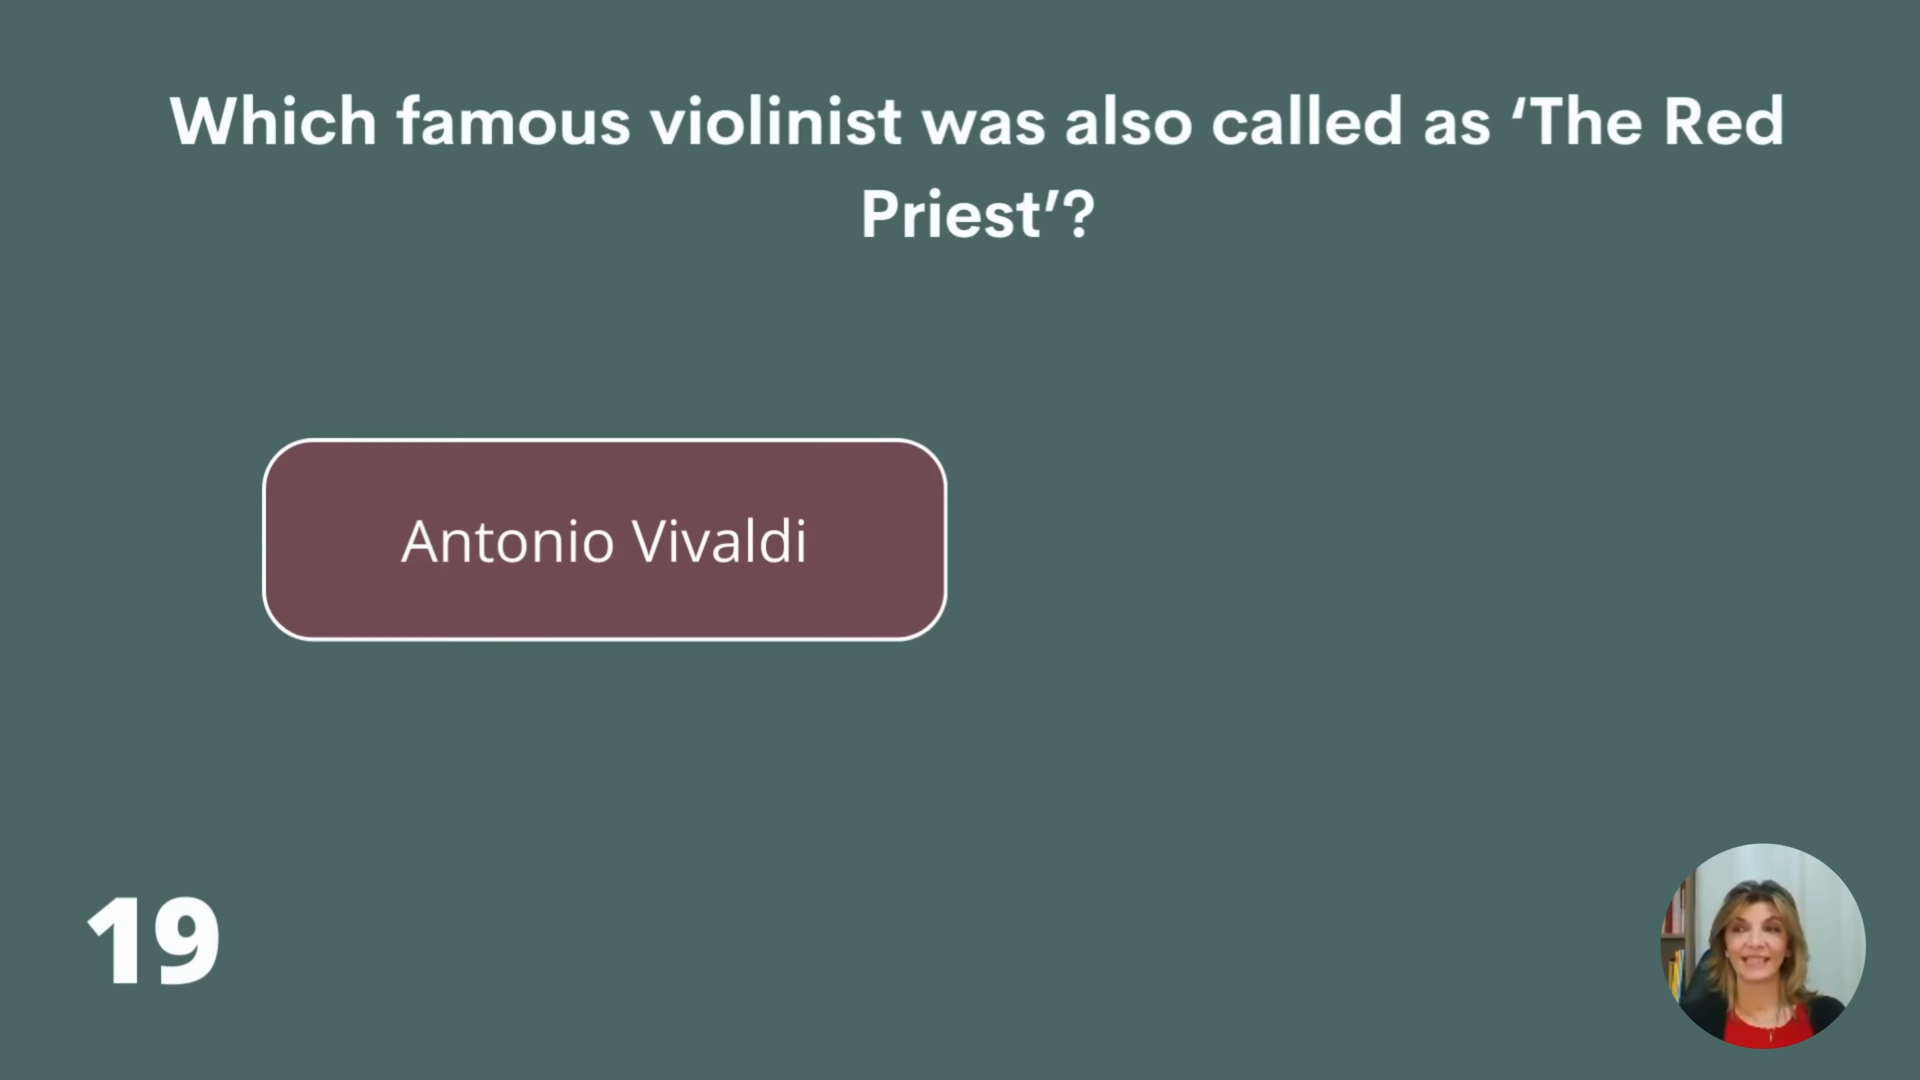 Which famous violinist was also called as ‘The Red
Priest’?
Antonio Vivaldi
19